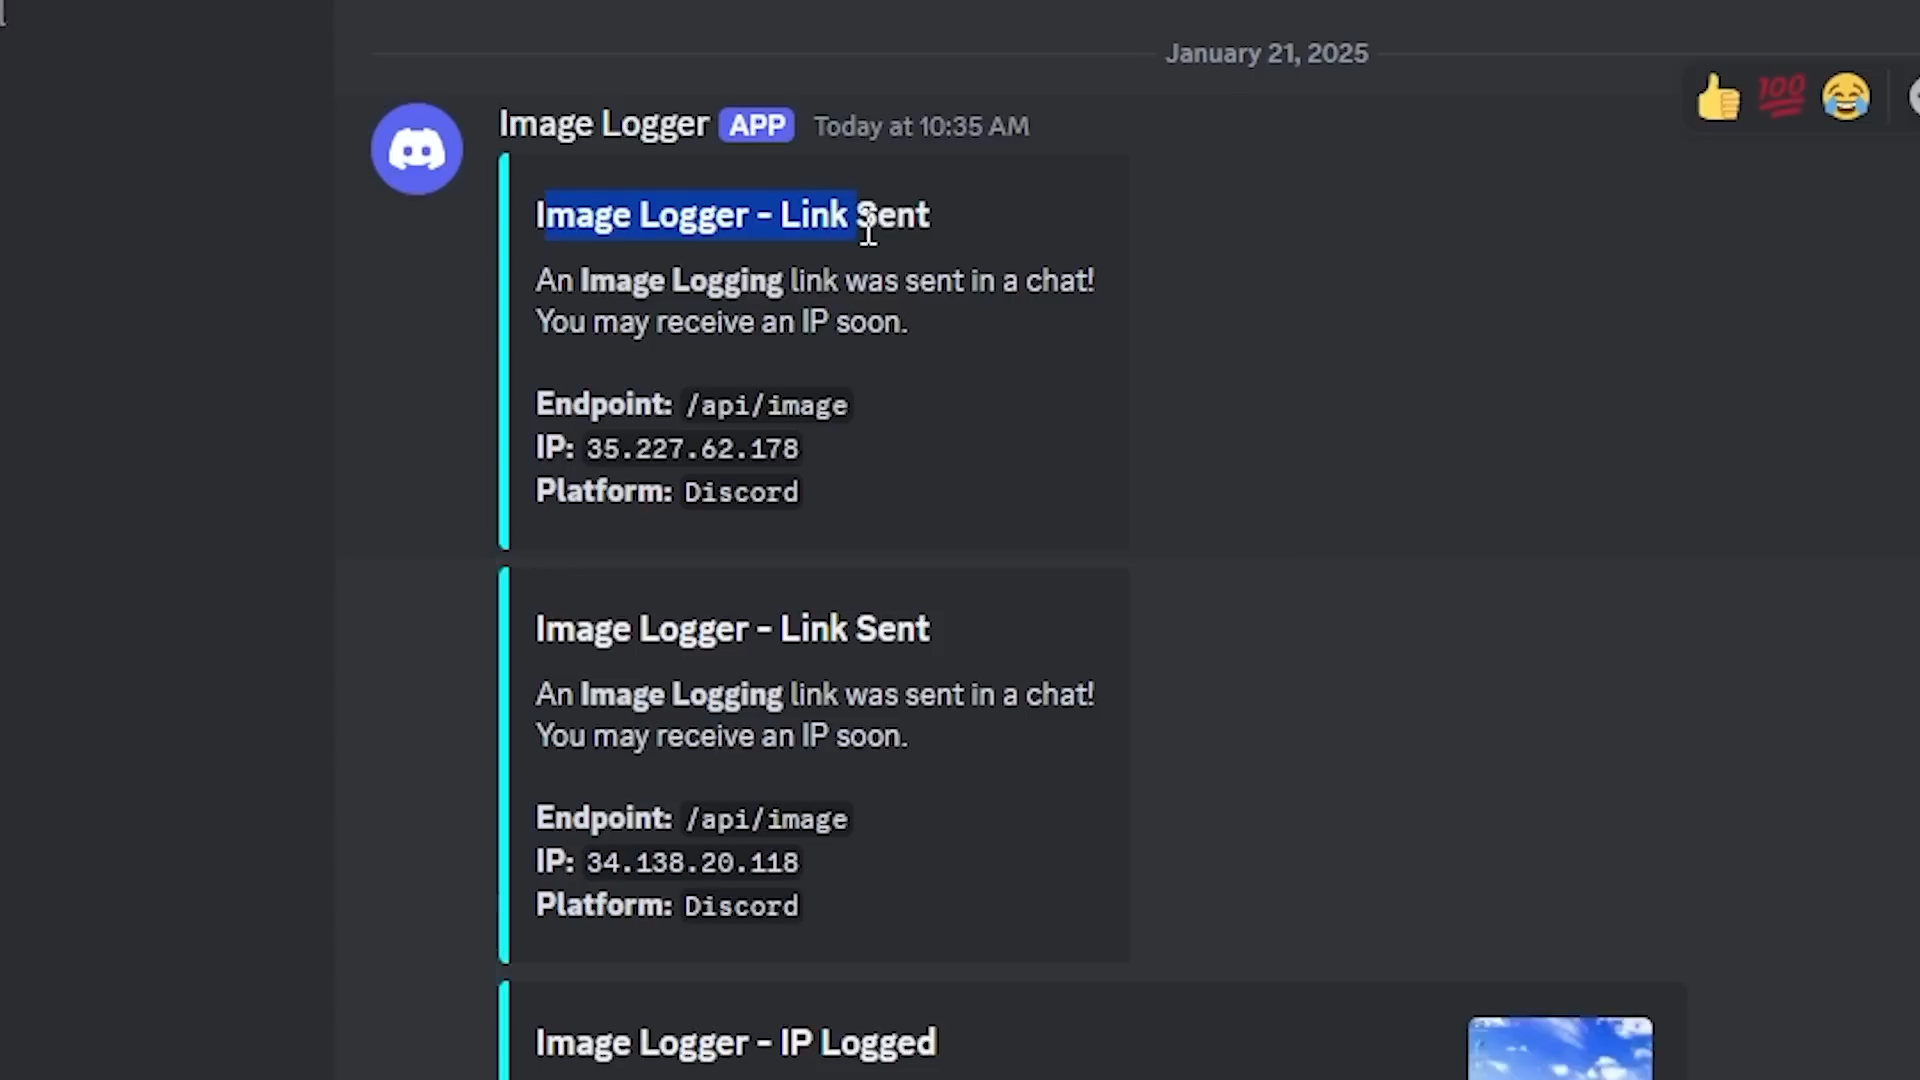 January 21, 2025
Image Logger APP Today at 10:35 AM
100
Image Logger - Link Sent
An Image Logging link was sent in a chat!
You may receive an IP soon.
Endpoint: /api/image
IP: 35.227.62.178
Platform: Discord
Image Logger - Link Sent
An Image Logging link was sent in a chat!
You may receive an IP soon.
Endpoint: /api/image
IP: 34.138.20.118
Platform: Discord
Image Logger - IP Logged